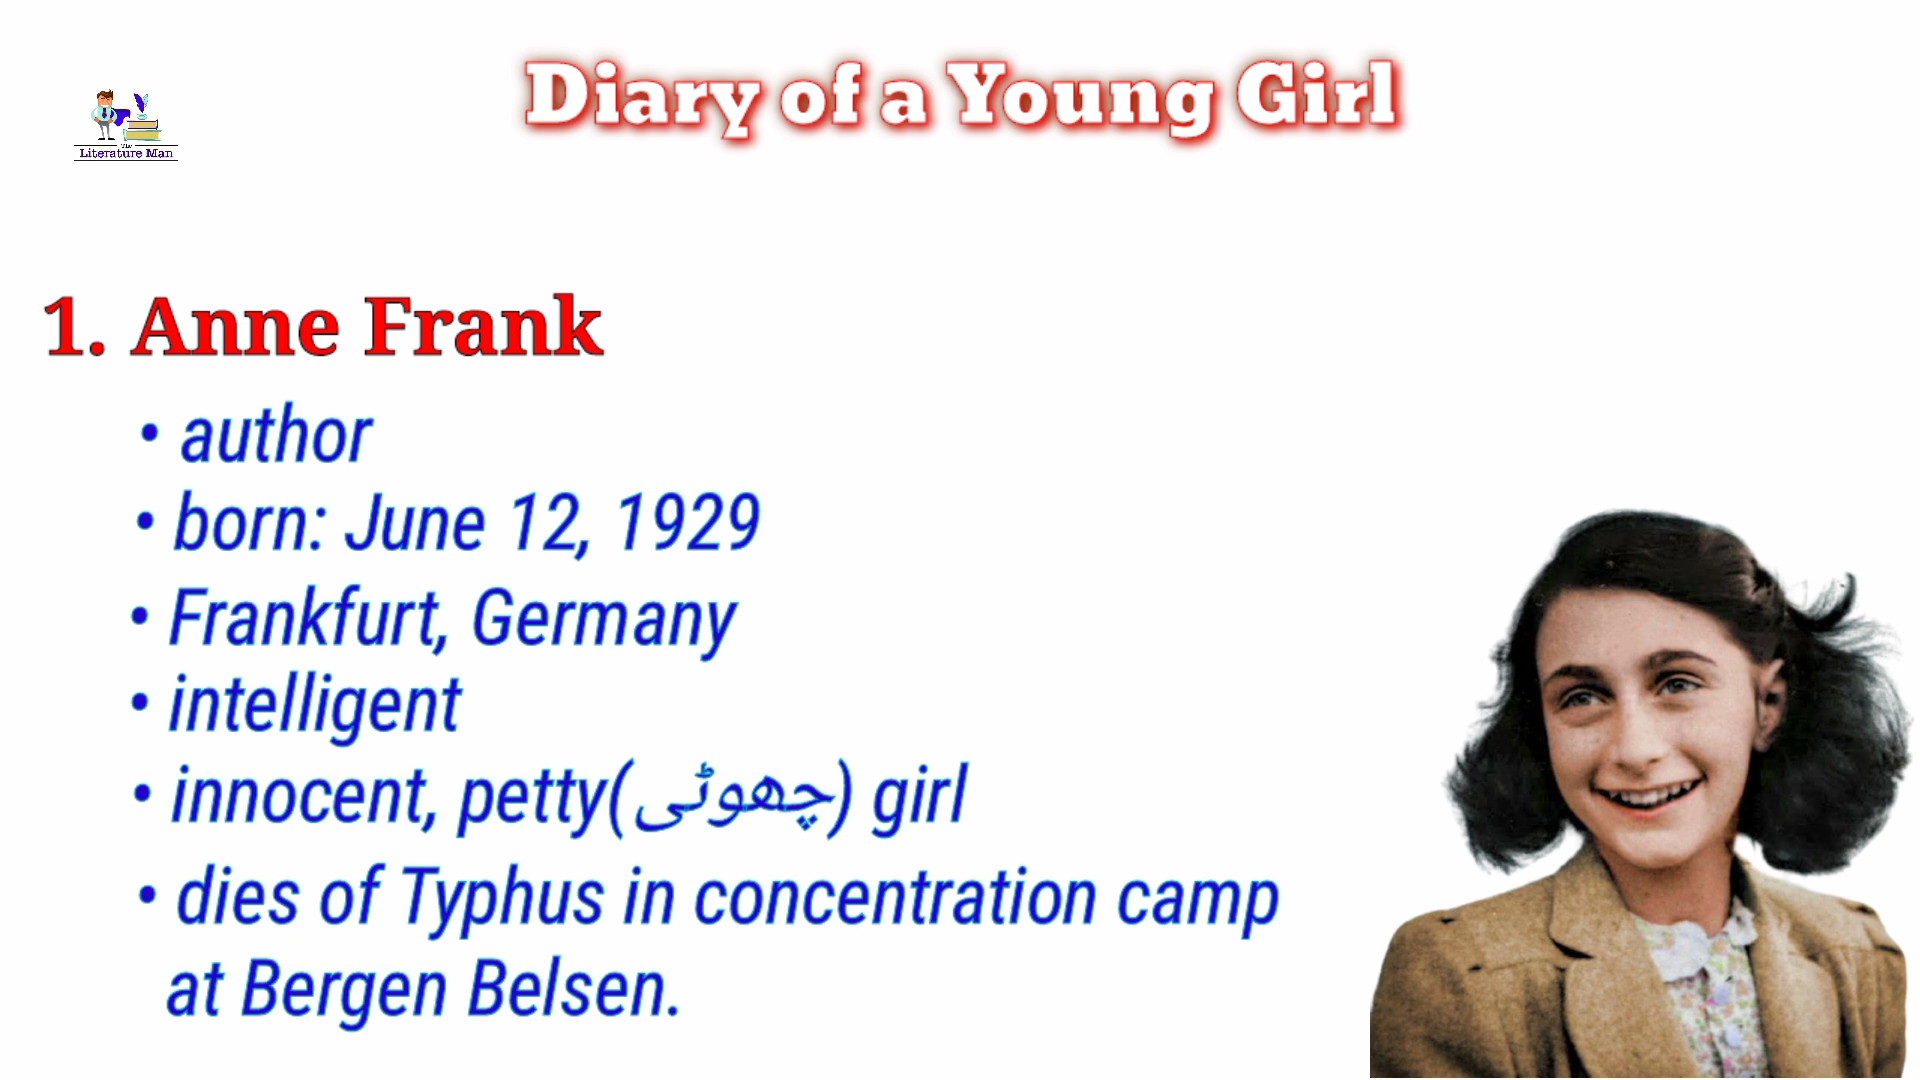 Diary of a Young Girl
The
Literature Man
1. Anne Frank
• author
• born: June 12, 1929
• Frankfurt, Germany
• intelligent
• innocent, petty(چھوٹی) girl
• dies of Typhus in concentration camp
at Bergen Belsen.